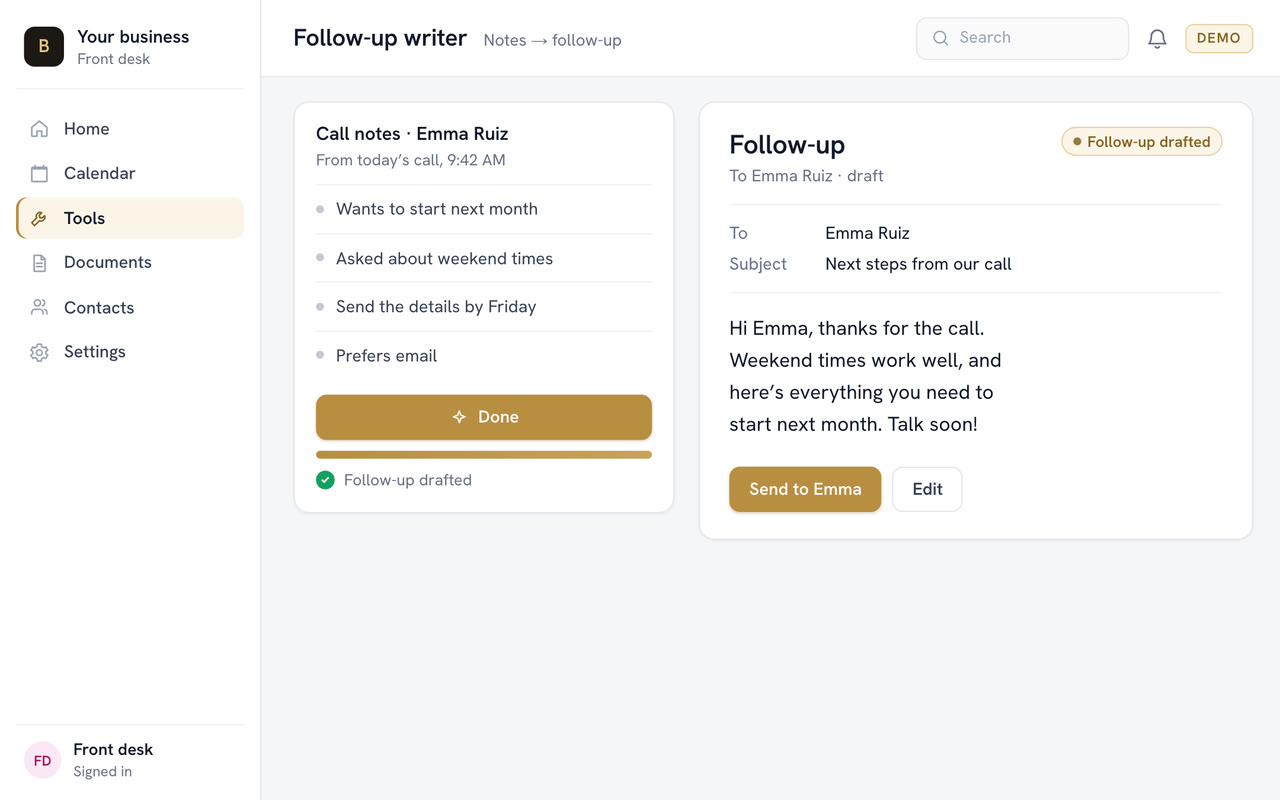 B
Your business
Front desk
Home
Calendar
Tools
Documents
Contacts
Settings
FD
Front desk
Signed in
Follow-up writer
Notes → follow-up
Search
DEMO
Call notes · Emma Ruiz
From today’s call, 9:42 AM
Wants to start next month
Asked about weekend times
Send the details by Friday
Prefers email
Done
Follow-up drafted
Follow-up
Follow-up drafted
To Emma Ruiz · draft
To Emma Ruiz
Subject Next steps from our call
Hi Emma, thanks for the call.
Weekend times work well, and
here’s everything you need to
start next month. Talk soon!
Send to Emma
Edit